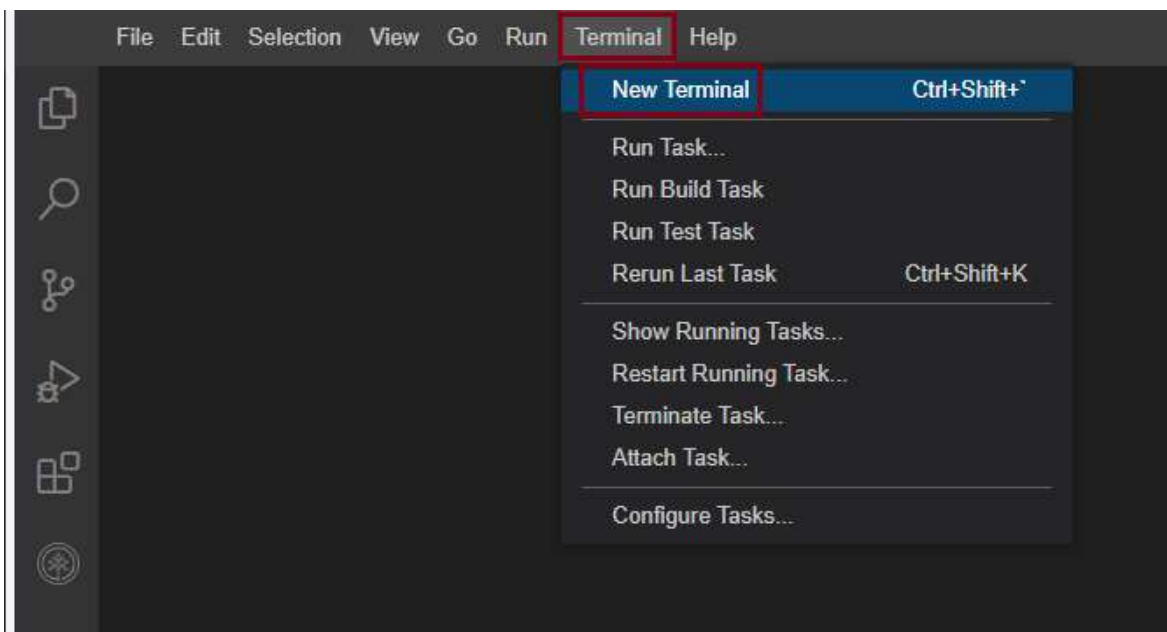 File Edit Selection View Go Run Terminal Help
New Terminal Ctrl+Shift+`
Run Task...
Run Build Task
Run Test Task
Rerun Last Task Ctrl+Shift+K
Show Running Tasks...
Restart Running Task...
Terminate Task...
Attach Task...
Configure Tasks...